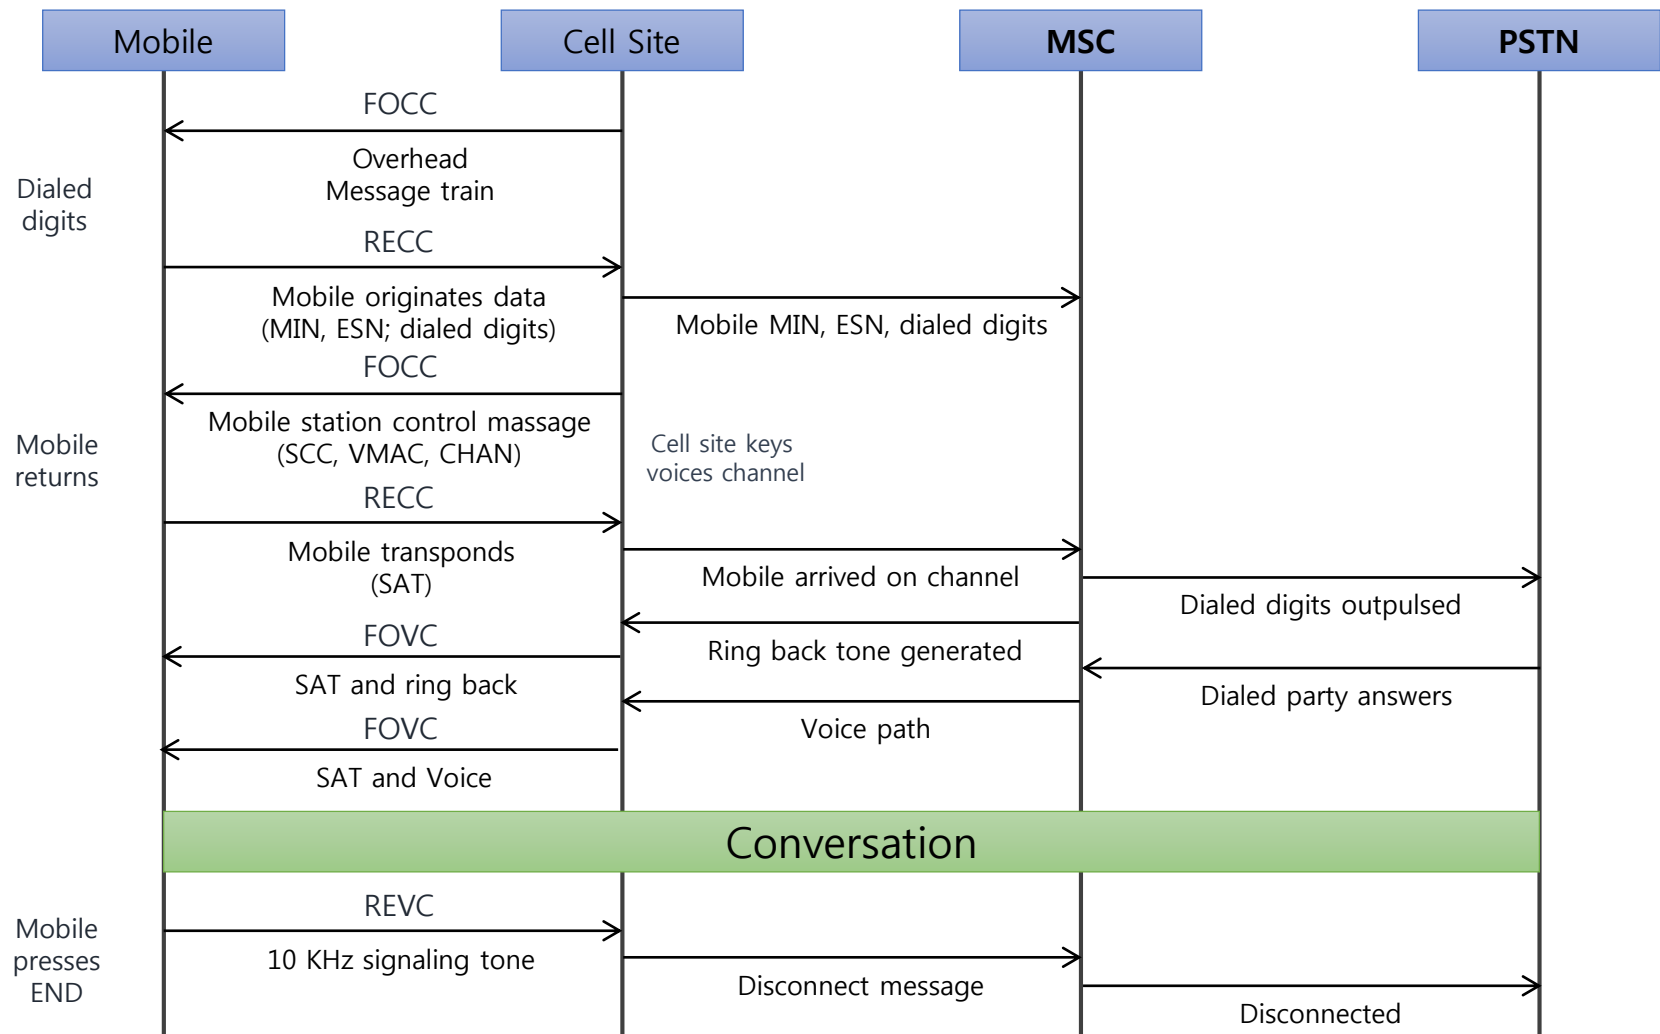 Mobile
Cell Site
MSC
PSTN
FOCC
Overhead
Message train
Dialed
digits
RECC
Mobile originates data
(MIN, ESN; dialed digits)
Mobile MIN, ESN, dialed digits
FOCC
Mobile station control massage
(SCC, VMAC, CHAN)
Mobile
returns
Cell site keys
voices channel
RECC
Mobile transponds
(SAT)
Mobile arrived on channel
Dialed digits outpulsed
FOVC
Ring back tone generated
SAT and ring back
Dialed party answers
FOVC
Voice path
SAT and Voice
Conversation
REVC
Mobile
presses
END
10 KHz signaling tone
Disconnect message
Disconnected